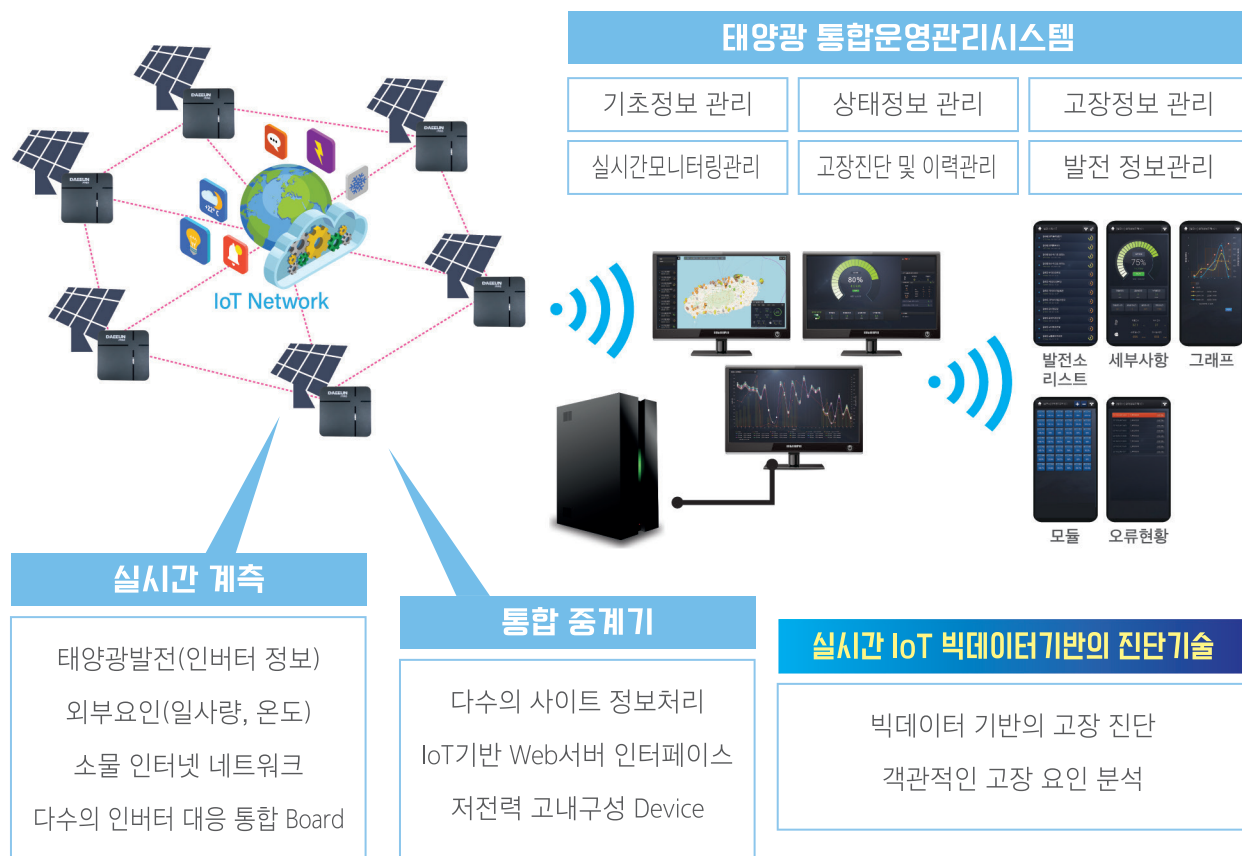 태양광 통합운영관리시스템
기초정보 관리
상태정보 관리
고장정보 관리
실시간모니터링관리
고장진단 및 이력관리
발전 정보관리
DAEEUN
DAEEUN
DAEEUN
+22° C
DAEEUN
IoT Network
DAEEUN
DAEEUN
80%
75%
발전소
리스트
세부사항
그래프
모듈
오류현황
실시간 계측
태양광발전(인버터 정보)
외부요인(일사량, 온도)
소물 인터넷 네트워크
다수의 인버터 대응 통합 Board
통합 중계기
다수의 사이트 정보처리
IoT기반 Web서버 인터페이스
저전력 고내구성 Device
실시간 IoT 빅데이터기반의 진단기술
빅데이터 기반의 고장 진단
객관적인 고장 요인 분석